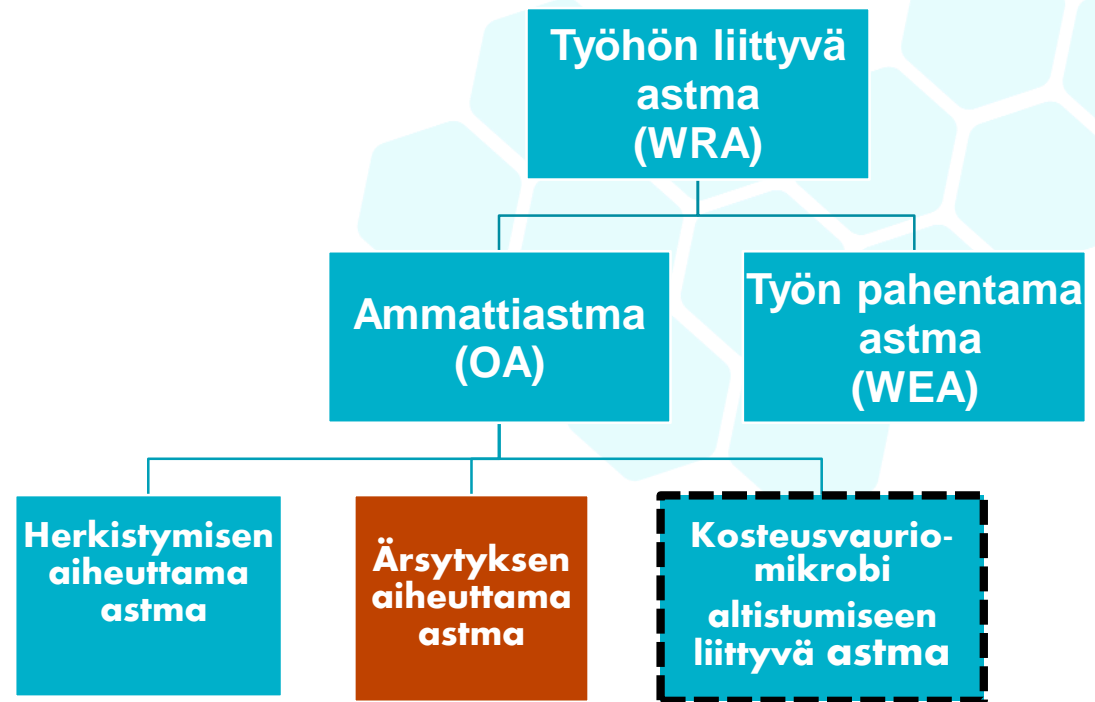 Työhön liittyvä
astma
(WRA)
Ammattiastma
(OA)
Työn pahentama
astma
(WEA)
Herkistymisen
aiheuttama
astma
Ärsytyksen
aiheuttama
astma
Kosteusvaurio-
mikrobi
altistumiseen
liittyvä astma